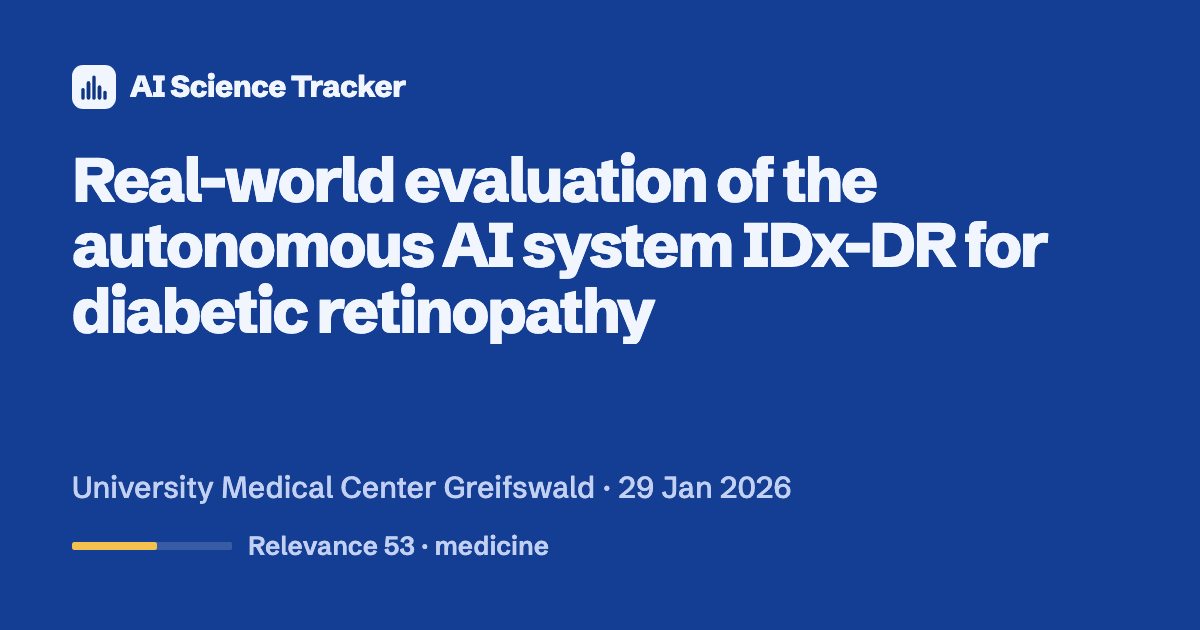 AI Science Tracker
Real-world evaluation of the
autonomous AI system IDx-DR for
diabetic retinopathy
University Medical Center Greifswald · 29 Jan 2026
Relevance 53 · medicine